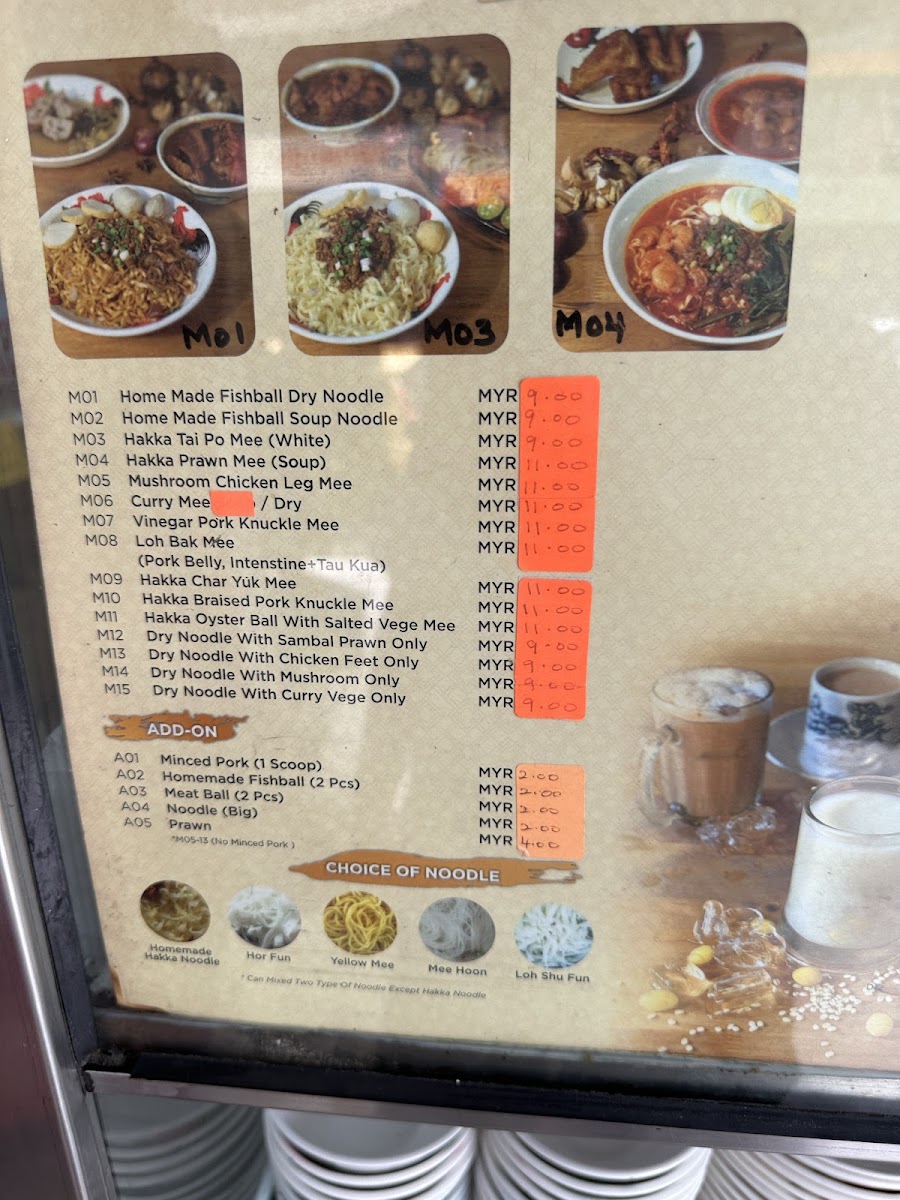 M01 M03 M04
M01 Home Made Fishball Dry Noodle MYR 9.00
M02 Home Made Fishball Soup Noodle MYR 9.00
M03 Hakka Tai Po Mee (White) MYR 9.00
M04 Hakka Prawn Mee (Soup) MYR 11.00
M05 Mushroom Chicken Leg Mee MYR 11.00
M06 Curry Mee / Dry MYR 11.00
M07 Vinegar Pork Knuckle Mee MYR 11.00
M08 Loh Bak Mee MYR 11.00
(Pork Belly, Intenstine+Tau Kua)
M09 Hakka Char Yuk Mee MYR 11.00
M10 Hakka Braised Pork Knuckle Mee MYR 11.00
M11 Hakka Oyster Ball With Salted Vege Mee MYR 11.00
M12 Dry Noodle With Sambal Prawn Only MYR 9.00
M13 Dry Noodle With Chicken Feet Only MYR 9.00
M14 Dry Noodle With Mushroom Only MYR 9.00
M15 Dry Noodle With Curry Vege Only MYR 9.00
ADD-ON
A01 Minced Pork (1 Scoop) MYR 2.00
A02 Homemade Fishball (2 Pcs) MYR 2.00
A03 Meat Ball (2 Pcs) MYR 2.00
A04 Noodle (Big) MYR 2.00
A05 Prawn MYR 4.00
*M05-13 (No Minced Pork )
CHOICE OF NOODLE
Homemade
Hakka Noodle
Hor Fun
Yellow Mee
Mee Hoon
Loh Shu Fun
* Can Mixed Two Type Of Noodle Except Hakka Noodle